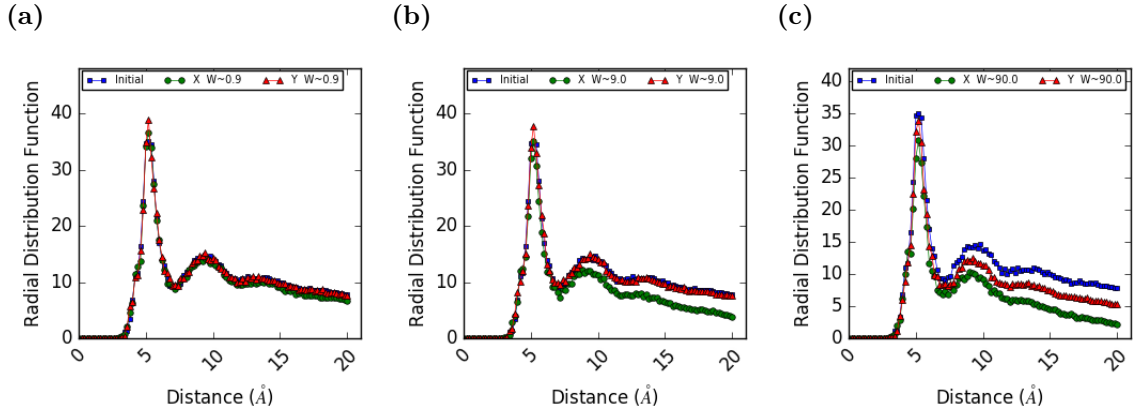 (a)
Initial X W~0.9 Y W~0.9
Radial Distribution Function
40
30
20
10
0
0 5 10 15 20
Distance (Å)
(b)
Initial X W~9.0 Y W~9.0
Radial Distribution Function
40
30
20
10
0
0 5 10 15 20
Distance (Å)
(c)
Initial X W~90.0 Y W~90.0
Radial Distribution Function
40
35
30
25
20
15
10
5
0
0 5 10 15 20
Distance (Å)